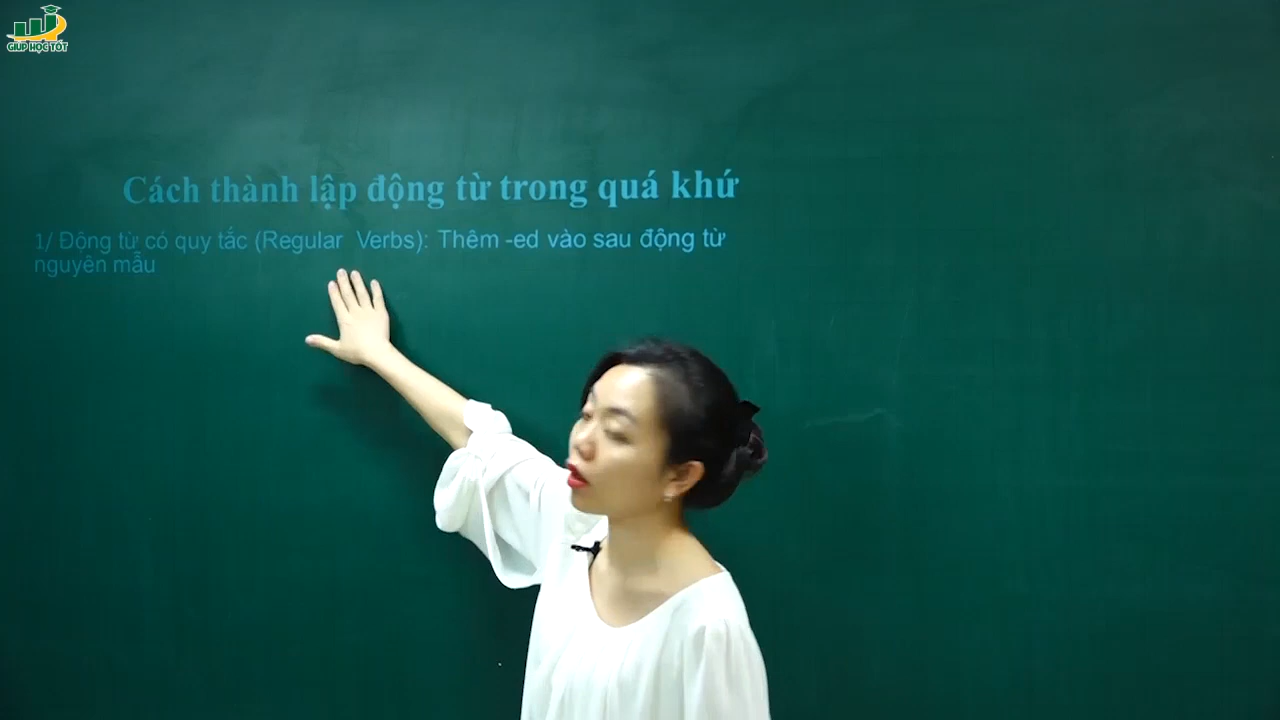 GIÚP HỌC TỐT
Cách thành lập động từ trong quá khứ
1/ Động từ có quy tắc (Regular Verbs): Thêm -ed vào sau động từ
nguyên mẫu